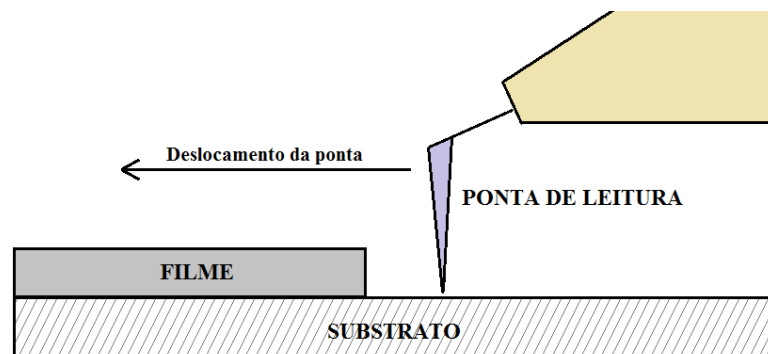 Deslocamento da ponta
PONTA DE LEITURA
FILME
SUBSTRATO